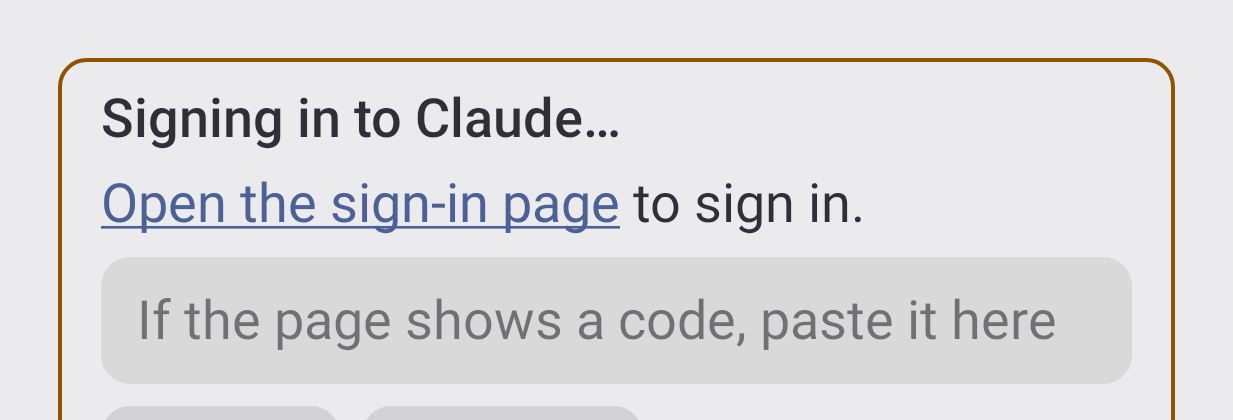 Signing in to Claude…
Open the sign-in page to sign in.
If the page shows a code, paste it here